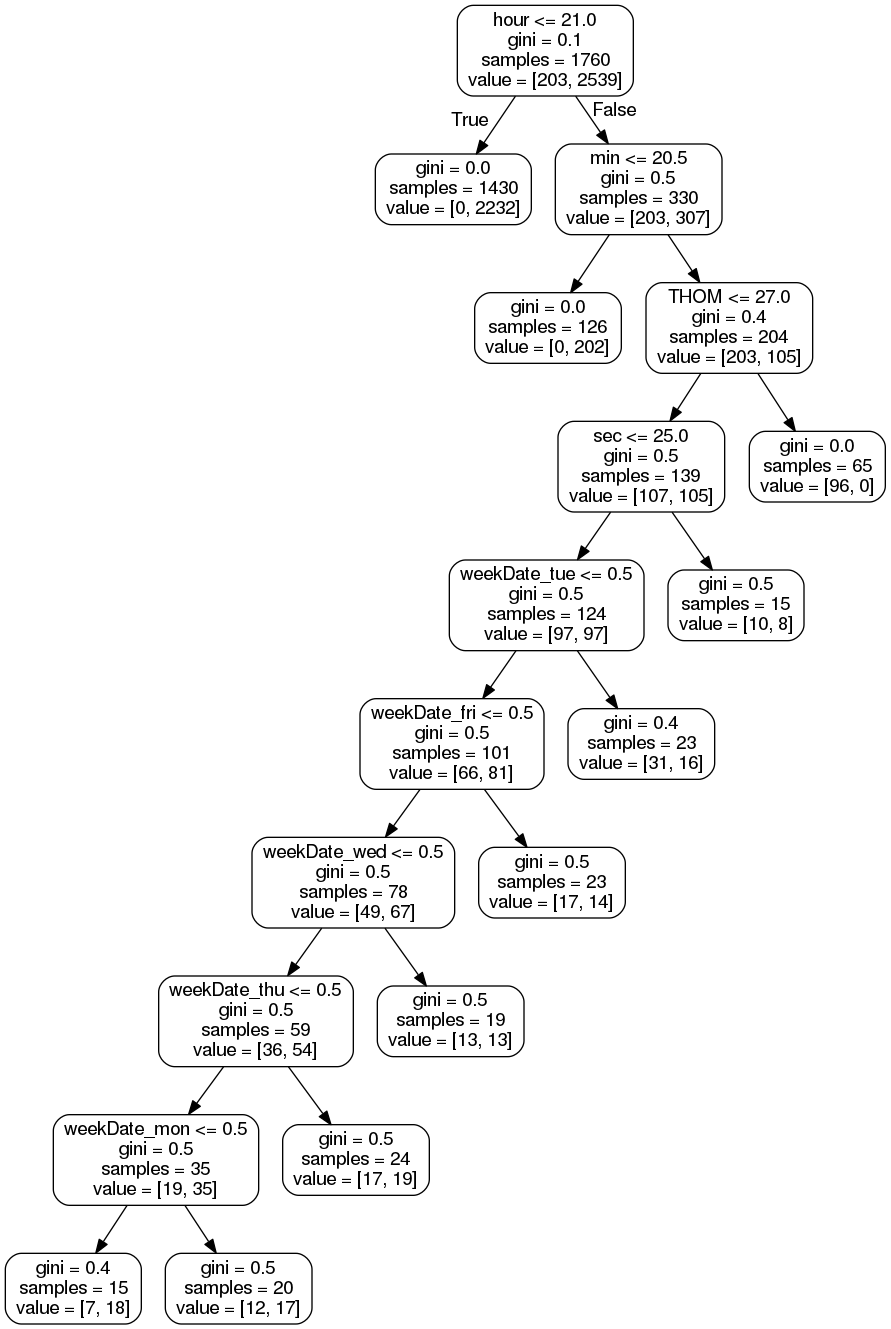 hour <= 21.0
gini = 0.1
samples = 1760
value = [203, 2539]
True
False
gini = 0.0
samples = 1430
value = [0, 2232]
min <= 20.5
gini = 0.5
samples = 330
value = [203, 307]
gini = 0.0
samples = 126
value = [0, 202]
THOM <= 27.0
gini = 0.4
samples = 204
value = [203, 105]
sec <= 25.0
gini = 0.5
samples = 139
value = [107, 105]
gini = 0.0
samples = 65
value = [96, 0]
weekDate_tue <= 0.5
gini = 0.5
samples = 124
value = [97, 97]
gini = 0.5
samples = 15
value = [10, 8]
weekDate_fri <= 0.5
gini = 0.5
samples = 101
value = [66, 81]
gini = 0.4
samples = 23
value = [31, 16]
weekDate_wed <= 0.5
gini = 0.5
samples = 78
value = [49, 67]
gini = 0.5
samples = 23
value = [17, 14]
weekDate_thu <= 0.5
gini = 0.5
samples = 59
value = [36, 54]
gini = 0.5
samples = 19
value = [13, 13]
weekDate_mon <= 0.5
gini = 0.5
samples = 35
value = [19, 35]
gini = 0.5
samples = 24
value = [17, 19]
gini = 0.4
samples = 15
value = [7, 18]
gini = 0.5
samples = 20
value = [12, 17]